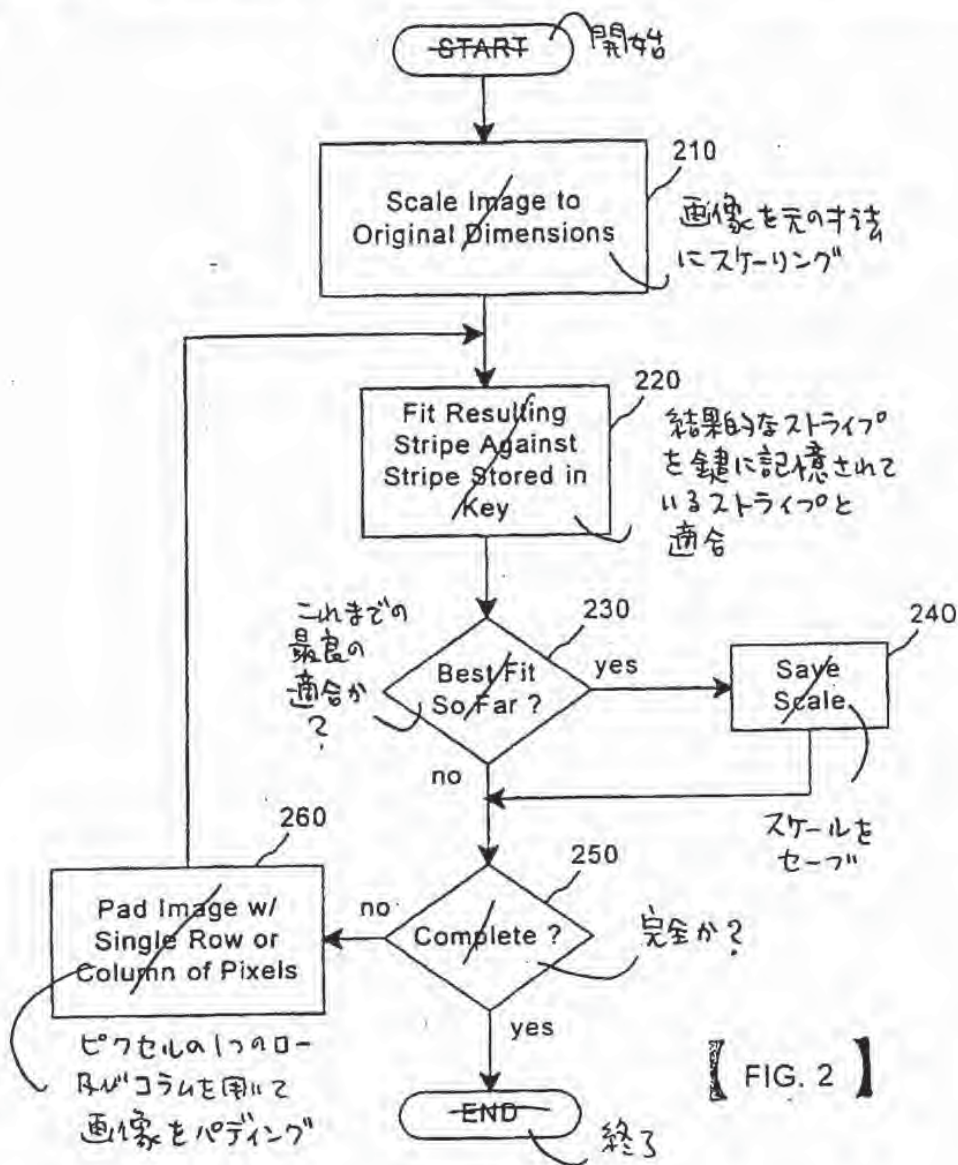 START
開始
210
Scale Image to
Original Dimensions
画像を元の寸法
にスケーリング
220
Fit Resulting
Stripe Against
Stripe Stored in
Key
結果的なストライプ
を鍵に記憶されて
いるストライプと
適合
これまでの
最良の
適合か
?
230
Best Fit
So Far ?
yes
no
240
Save
Scale
スケールを
セーブ
260
Pad Image w/
Single Row or
Column of Pixels
ピクセルの1つのロー
及びコラムを用いて
画像をパディング
no
250
Complete ?
完全か?
yes
END
終了
【 FIG. 2 】